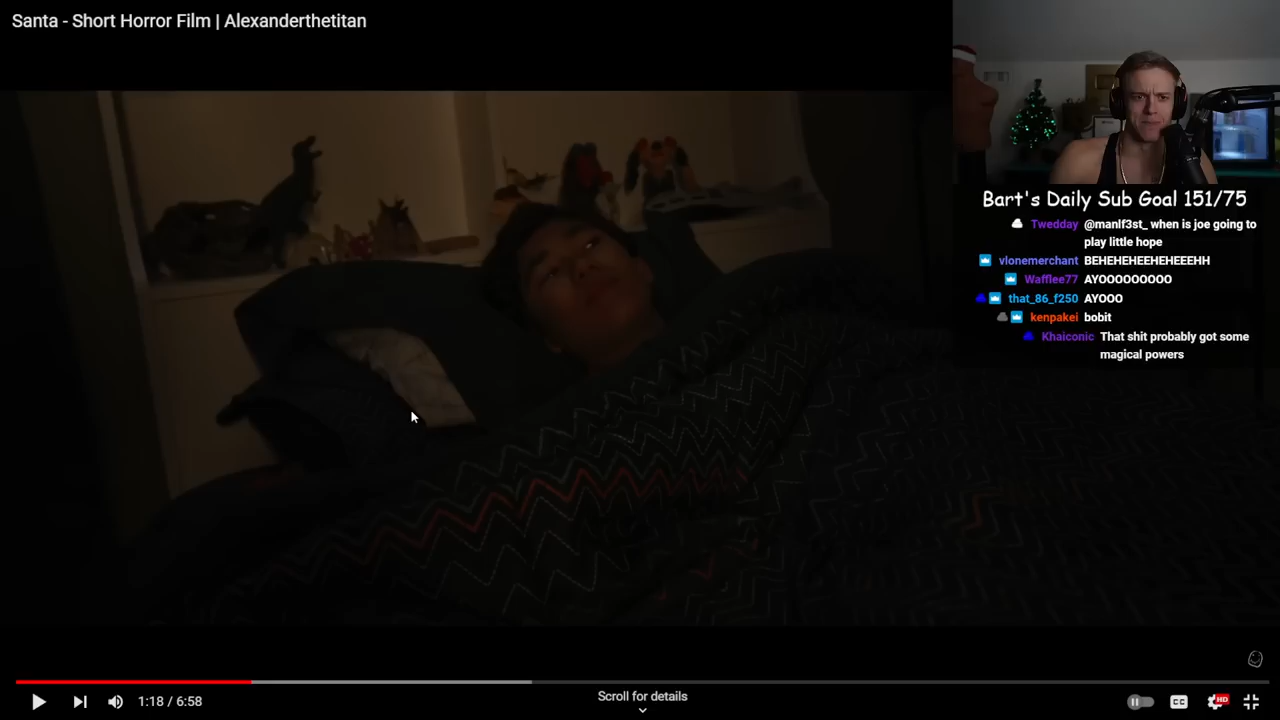 Santa - Short Horror Film | Alexanderthetitan
Bart's Daily Sub Goal 151/75
Twedday @manlf3st_ when is joe going to
play little hope
vlonemerchant BEHEHEHEEHEHEEEHH
Wafflee77 AYOOOOOOOOO
that_86_f250 AYOOO
kenpakei bobit
Khaiconic That shit probably got some
magical powers
1:18 / 6:58
Scroll for details
CC
HD